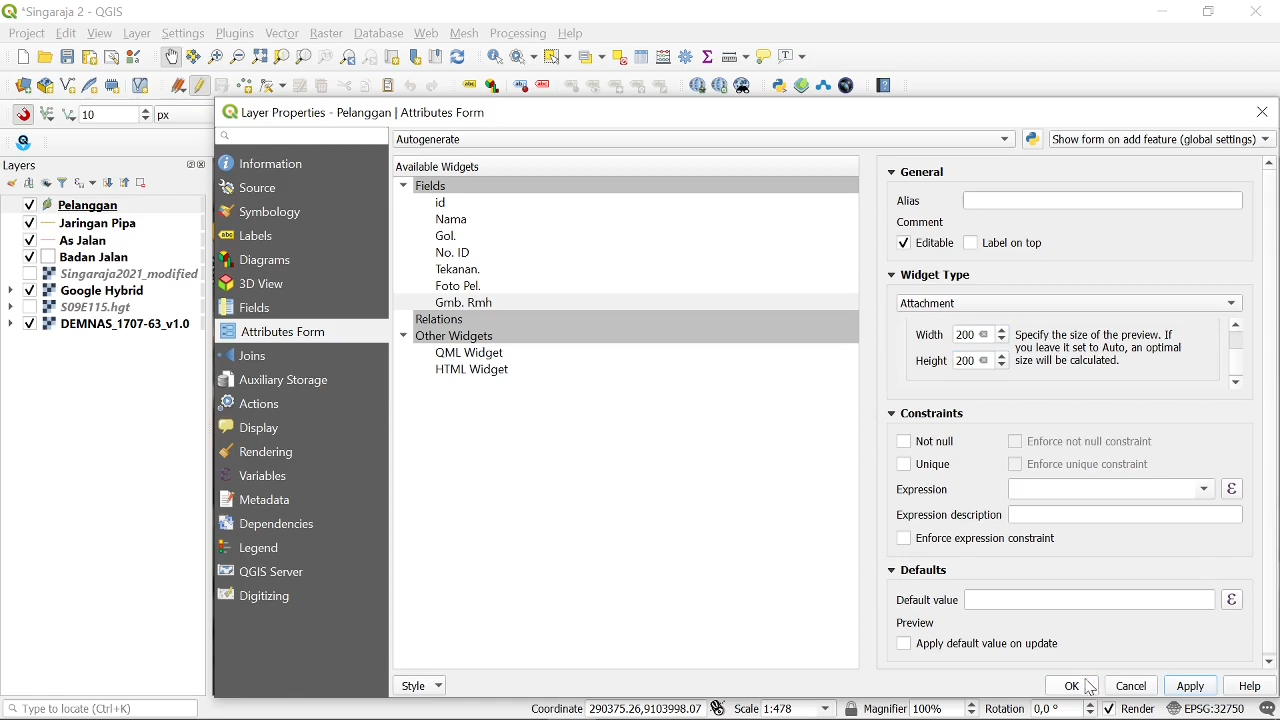 *Singaraja 2 - QGIS
Project Edit View Layer Settings Plugins Vector Raster Database Web Mesh Processing Help
10 px
Layer Properties - Pelanggan | Attributes Form
Autogenerate
Show form on add feature (global settings)
Layers
Pelanggan
Jaringan Pipa
As Jalan
Badan Jalan
Singaraja2021_modified
Google Hybrid
S09E115.hgt
DEMNAS_1707-63_v1.0
Information
Source
Symbology
Labels
Diagrams
3D View
Fields
Attributes Form
Joins
Auxiliary Storage
Actions
Display
Rendering
Variables
Metadata
Dependencies
Legend
QGIS Server
Digitizing
Available Widgets
Fields
id
Nama
Gol.
No. ID
Tekanan.
Foto Pel.
Gmb. Rmh
Relations
Other Widgets
QML Widget
HTML Widget
General
Alias
Comment
Editable Label on top
Widget Type
Attachment
Width 200 Specify the size of the preview. If
you leave it set to Auto, an optimal
Height 200 size will be calculated.
Constraints
Not null Enforce not null constraint
Unique Enforce unique constraint
Expression
Expression description
Enforce expression constraint
Defaults
Default value
Preview
Apply default value on update
Style
OK Cancel Apply Help
Type to locate (Ctrl+K)
Coordinate 290375.26,9103998.07 Scale 1:478 Magnifier 100% Rotation 0,0 ° Render EPSG:32750